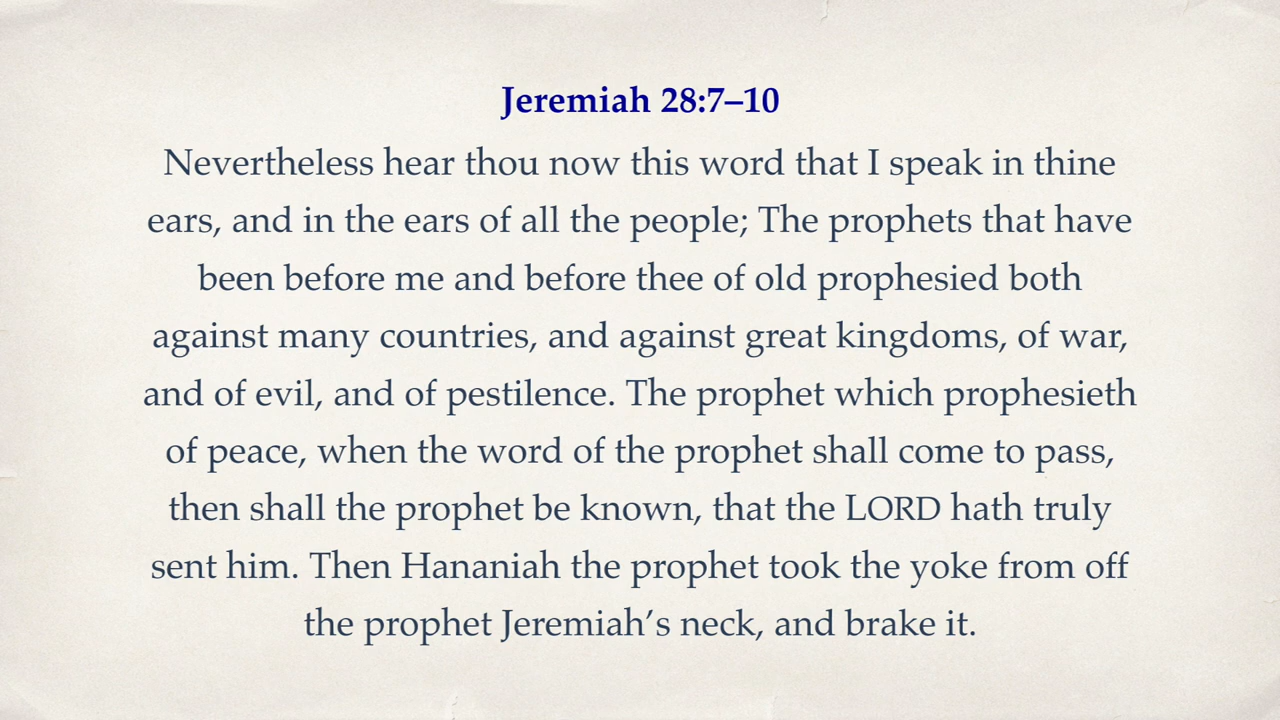 Jeremiah 28:7–10
Nevertheless hear thou now this word that I speak in thine
ears, and in the ears of all the people; The prophets that have
been before me and before thee of old prophesied both
against many countries, and against great kingdoms, of war,
and of evil, and of pestilence. The prophet which prophesieth
of peace, when the word of the prophet shall come to pass,
then shall the prophet be known, that the LORD hath truly
sent him. Then Hananiah the prophet took the yoke from off
the prophet Jeremiah’s neck, and brake it.